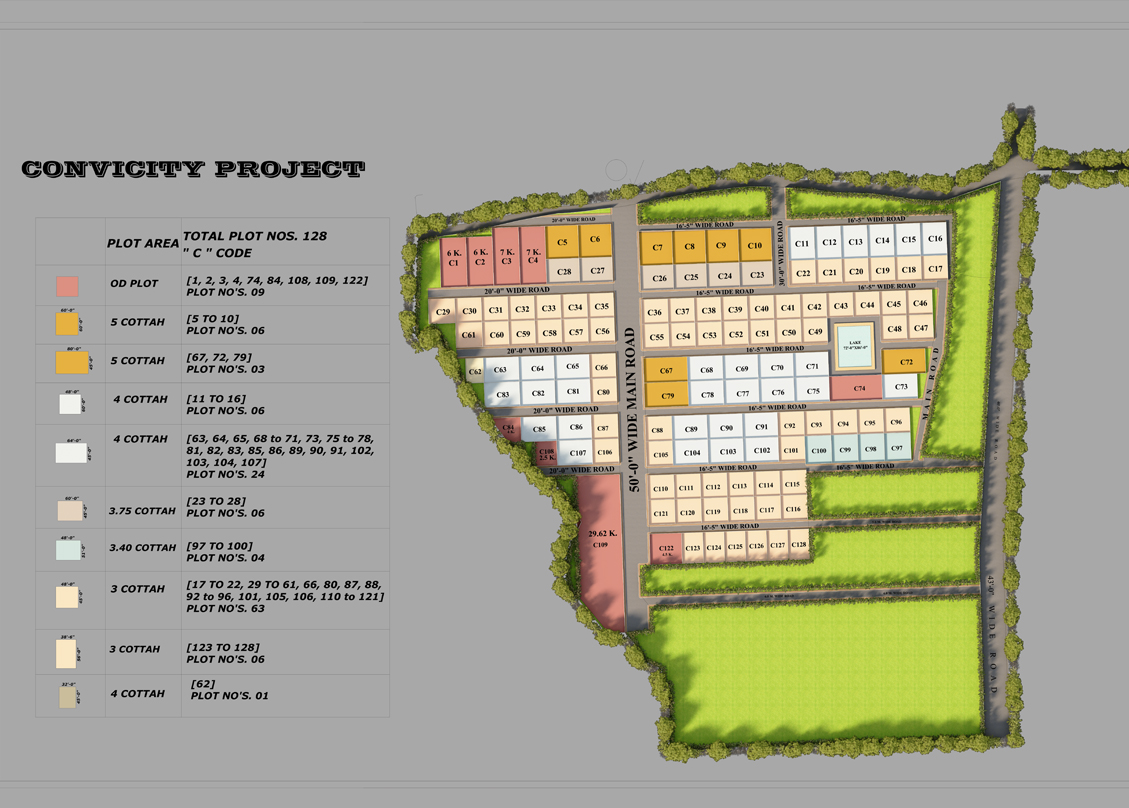 CONVICITY PROJECT
PLOT AREA
TOTAL PLOT NOS. 128
" C " CODE
OD PLOT
[1, 2, 3, 4, 74, 84, 108, 109, 122]
PLOT NO'S. 09
5 COTTAH
[5 TO 10]
PLOT NO'S. 06
5 COTTAH
[67, 72, 79]
PLOT NO'S. 03
4 COTTAH
[11 TO 16]
PLOT NO'S. 06
4 COTTAH
[63, 64, 65, 68 to 71, 73, 75 to 78,
81, 82, 83, 85, 86, 89, 90, 91, 102,
103, 104, 107]
PLOT NO'S. 24
3.75 COTTAH
[23 TO 28]
PLOT NO'S. 06
3.40 COTTAH
[97 TO 100]
PLOT NO'S. 04
3 COTTAH
[17 TO 22, 29 TO 61, 66, 80, 87, 88,
92 to 96, 101, 105, 106, 110 to 121]
PLOT NO'S. 63
3 COTTAH
[123 TO 128]
PLOT NO'S. 06
4 COTTAH
[62]
PLOT NO'S. 01
20'-0" WIDE ROAD
6 K. C1
6 K. C2
7 K. C3
7 K. C4
C5 C6
C28 C27
20'-0" WIDE ROAD
C29 C30 C31 C32 C33 C34 C35
C61 C60 C59 C58 C57 C56
20'-0" WIDE ROAD
C62 C63 C64 C65 C66
C83 C82 C81 C80
20'-0" WIDE ROAD
C84 C85 C86 C87
C108 2.5 K. C107 C106
20'-0" WIDE ROAD
29.62 K.
C109
50'-0" WIDE MAIN ROAD
16'-5" WIDE ROAD
C7 C8 C9 C10
C26 C25 C24 C23
30'-0" WIDE ROAD
16'-5" WIDE ROAD
C11 C12 C13 C14 C15 C16
C22 C21 C20 C19 C18 C17
16'-5" WIDE ROAD
16'-5" WIDE ROAD
C36 C37 C38 C39 C40 C41 C42 C43 C44 C45 C46
C55 C54 C53 C52 C51 C50 C49 C48 C47
LAKE
16'-5" WIDE ROAD
C67 C68 C69 C70 C71 C72
C79 C78 C77 C76 C75 C74 C73
MAIN ROAD
16'-5" WIDE ROAD
C88 C89 C90 C91 C92 C93 C94 C95 C96
C105 C104 C103 C102 C101 C100 C99 C98 C97
16'-5" WIDE ROAD
16'-5" WIDE ROAD
C110 C111 C112 C113 C114 C115
C121 C120 C119 C118 C117 C116
16'-5" WIDE ROAD
C122 C123 C124 C125 C126 C127 C128
WIDE ROAD